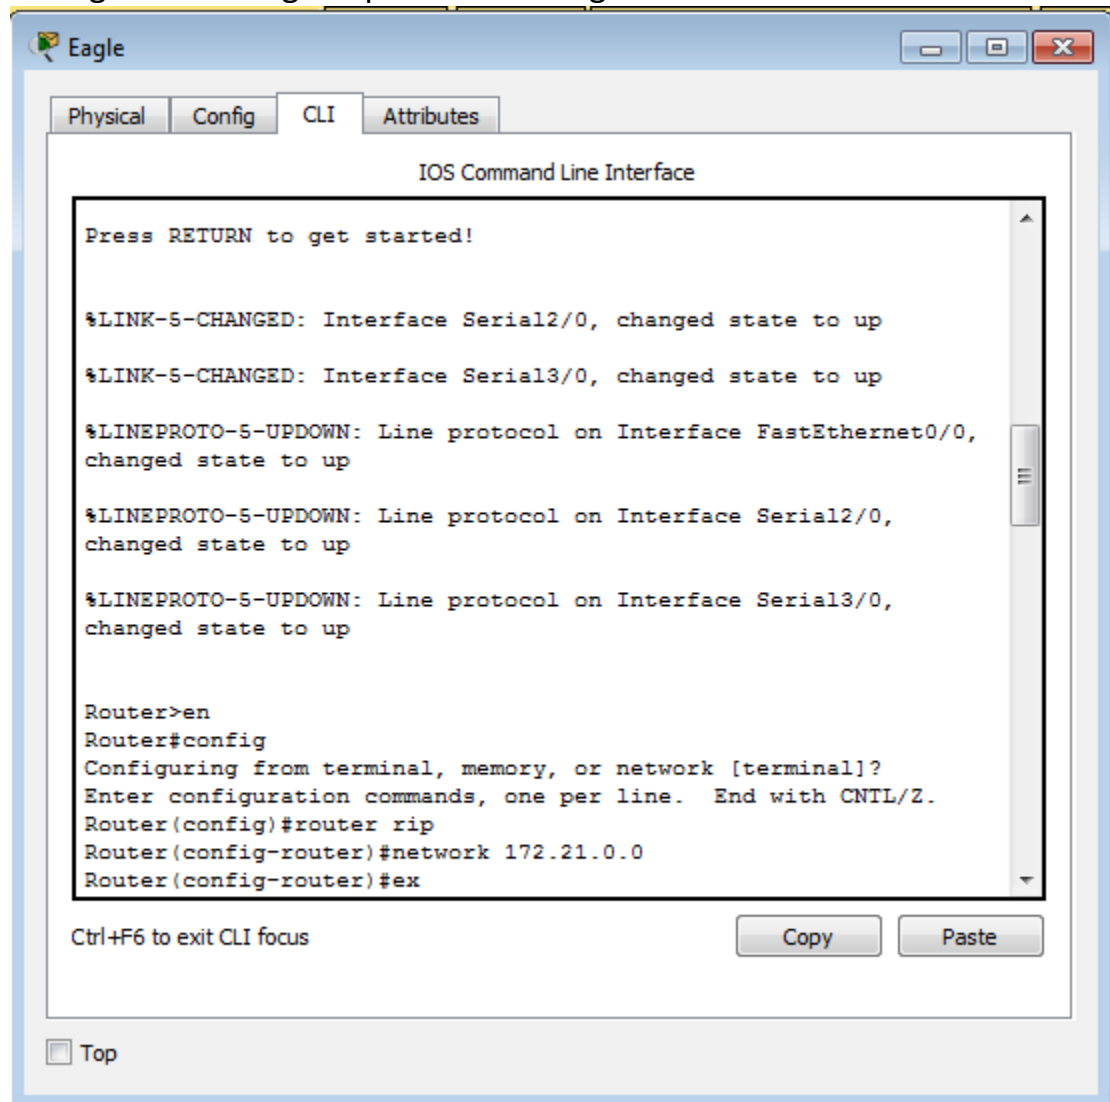 Eagle
Physical Config CLI Attributes
IOS Command Line Interface
Press RETURN to get started!
%LINK-5-CHANGED: Interface Serial2/0, changed state to up
%LINK-5-CHANGED: Interface Serial3/0, changed state to up
%LINEPROTO-5-UPDOWN: Line protocol on Interface FastEthernet0/0,
changed state to up
%LINEPROTO-5-UPDOWN: Line protocol on Interface Serial2/0,
changed state to up
%LINEPROTO-5-UPDOWN: Line protocol on Interface Serial3/0,
changed state to up
Router>en
Router#config
Configuring from terminal, memory, or network [terminal]?
Enter configuration commands, one per line.  End with CNTL/Z.
Router(config)#router rip
Router(config-router)#network 172.21.0.0
Router(config-router)#ex
Ctrl+F6 to exit CLI focus
Copy Paste
Top